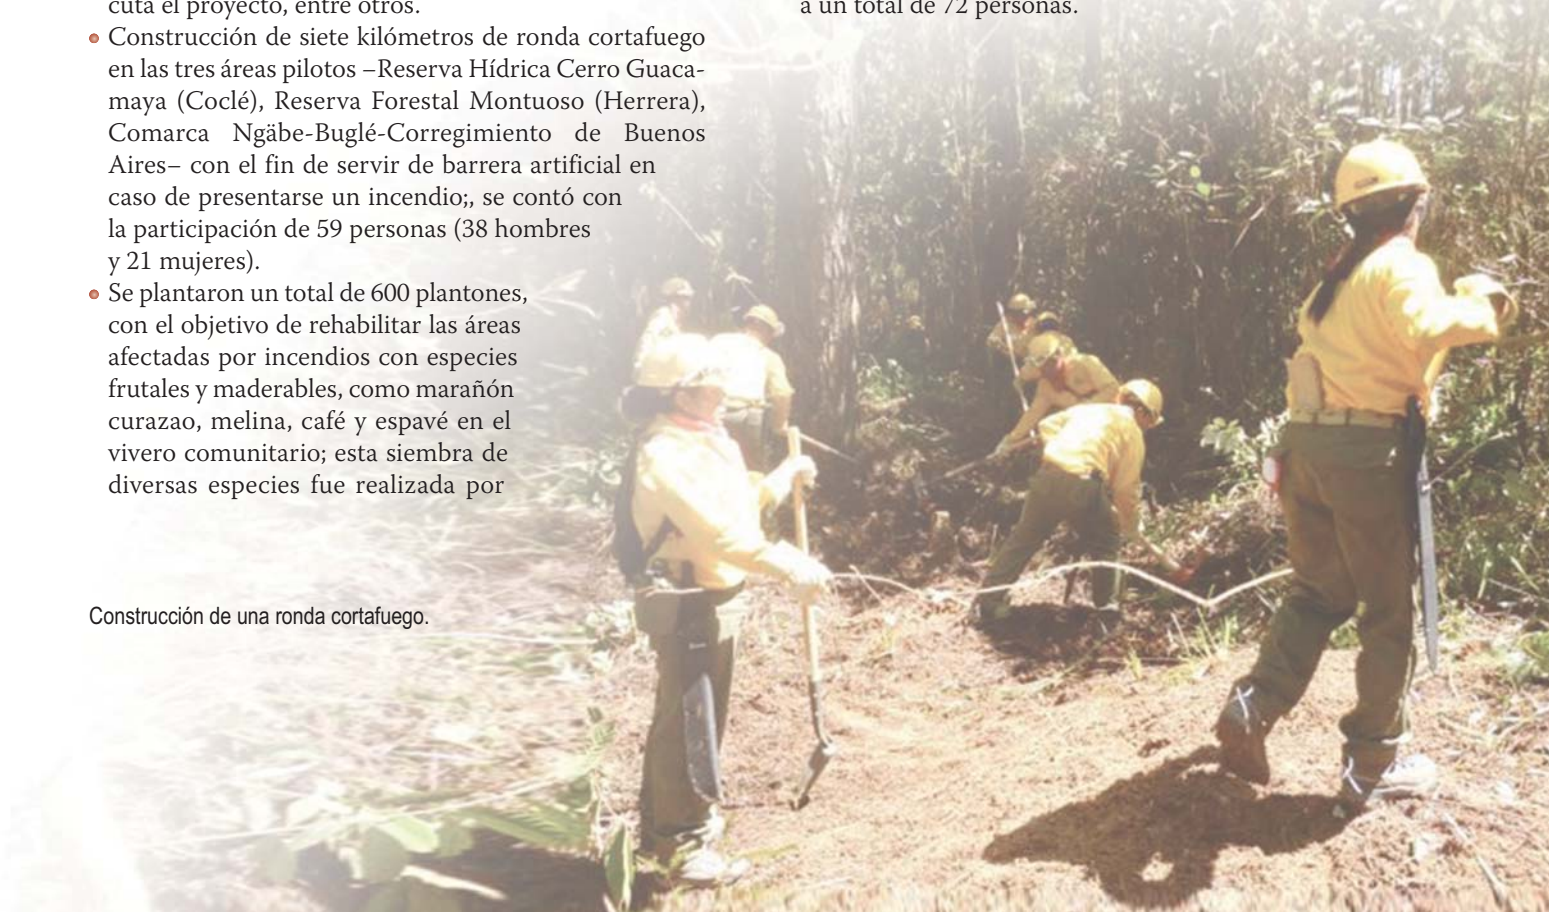 cuta el proyecto, entre otros.
Construcción de siete kilómetros de ronda cortafuego
en las tres áreas pilotos –Reserva Hídrica Cerro Guaca-
maya (Coclé), Reserva Forestal Montuoso (Herrera),
Comarca Ngäbe-Buglé-Corregimiento de Buenos
Aires– con el fin de servir de barrera artificial en
caso de presentarse un incendio;, se contó con
la participación de 59 personas (38 hombres
y 21 mujeres).
Se plantaron un total de 600 plantones,
con el objetivo de rehabilitar las áreas
afectadas por incendios con especies
frutales y maderables, como marañón
curazao, melina, café y espavé en el
vivero comunitario; esta siembra de
diversas especies fue realizada por
a un total de 72 personas.
Construcción de una ronda cortafuego.